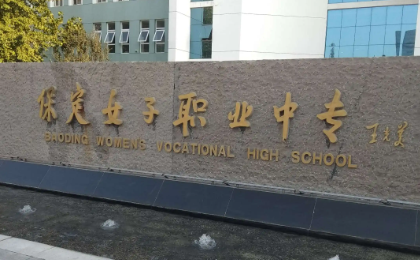 保定女子职业中专
BAODING WOMENS VOCATIONAL HIGH SCHOOL